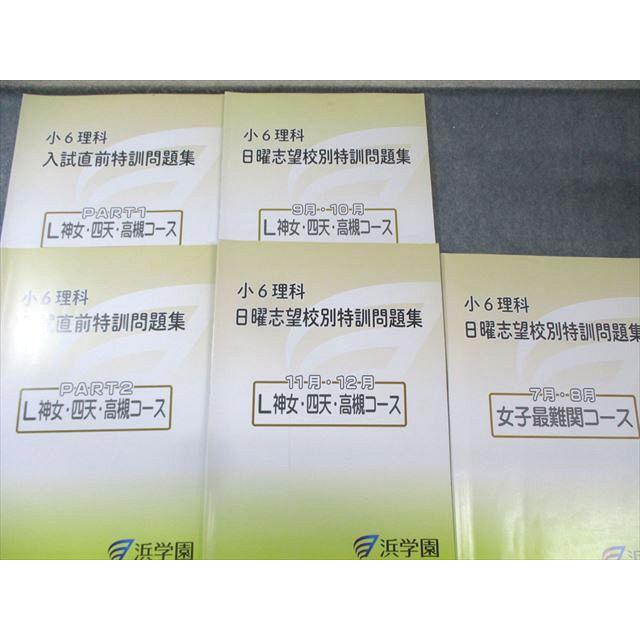 小6理科
入試直前特訓問題集
PART1
L神女・四天・高槻コース
小6理科
日曜志望校別特訓問題集
9月・10月
L神女・四天・高槻コース
小6理科
試直前特訓問題集
PART2
L神女・四天・高槻コース
浜学園
小6理科
日曜志望校別特訓問題集
11月・12月
L神女・四天・高槻コース
浜学園
小6理科
日曜志望校別特訓問題集
7月・8月
女子最難関コース
浜